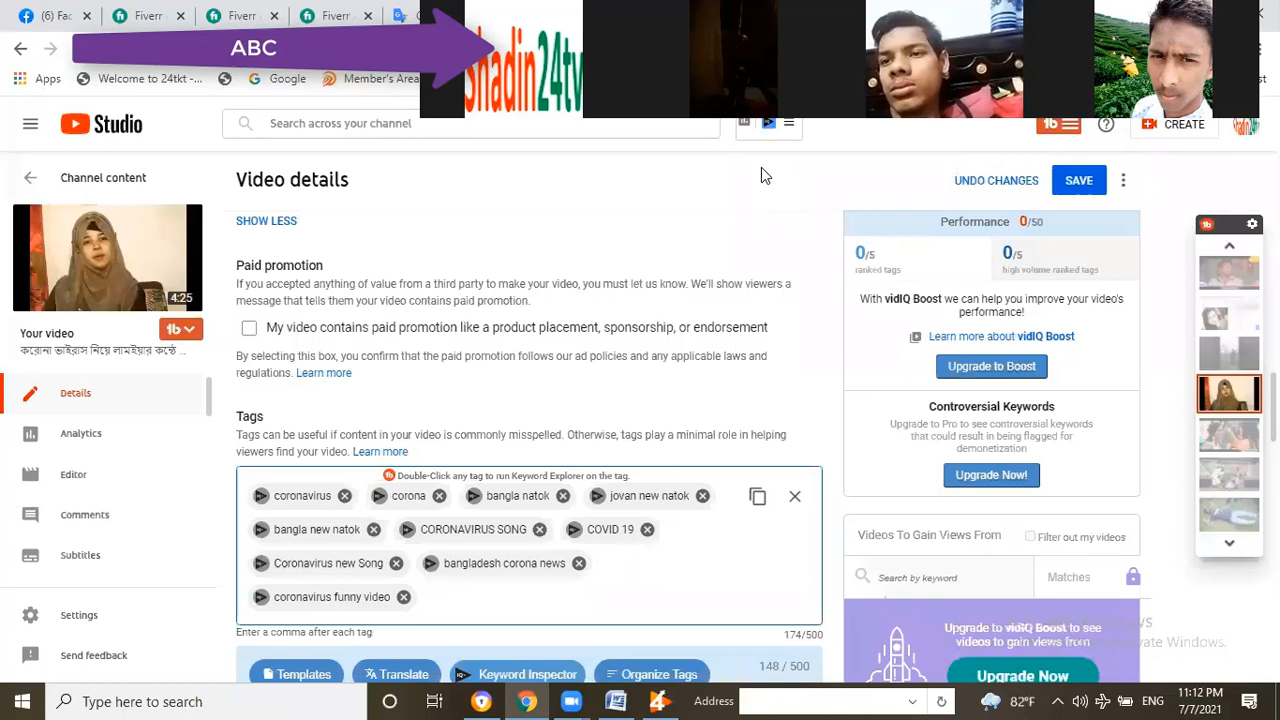 (4) Fa
Fiverr
Fiverr
Fiverr
ABC
Shadin24tv
Apps
Welcome to 24tkt -...
Google
Member's Area
Studio
Search across your channel
CREATE
Channel content
Video details
UNDO CHANGES
SAVE
SHOW LESS
Performance 0/50
Paid promotion
0/5
ranked tags
0/5
high volume ranked tags
If you accepted anything of value from a third party to make your video, you must let us know. We'll show viewers a
message that tells them your video contains paid promotion.
4:25
With vidIQ Boost we can help you improve your video's
performance!
Your video
My video contains paid promotion like a product placement, sponsorship, or endorsement
Learn more about vidIQ Boost
করোনা ভাইরাস নিয়ে লামইয়ার কন্ঠে ...
By selecting this box, you confirm that the paid promotion follows our ad policies and any applicable laws and
regulations. Learn more
Upgrade to Boost
Details
Controversial Keywords
Tags
Upgrade to Pro to see controversial keywords
that could result in being flagged for
demonetization
Analytics
Tags can be useful if content in your video is commonly misspelled. Otherwise, tags play a minimal role in helping
viewers find your video. Learn more
Editor
Double-Click any tag to run Keyword Explorer on the tag.
Upgrade Now!
coronavirus
corona
bangla natok
jovan new natok
Comments
bangla new natok
CORONAVIRUS SONG
COVID 19
Videos To Gain Views From
Filter out my videos
Subtitles
Coronavirus new Song
bangladesh corona news
Search by keyword
Matches
coronavirus funny video
Settings
Enter a comma after each tag
174/500
Upgrade to vidIQ Boost to see
videos to gain views from!
Send feedback
Templates
Translate
Keyword Inspector
Organize Tags
148 / 500
Upgrade Now
Type here to search
Address
82°F
ENG
11:12 PM
7/7/2021